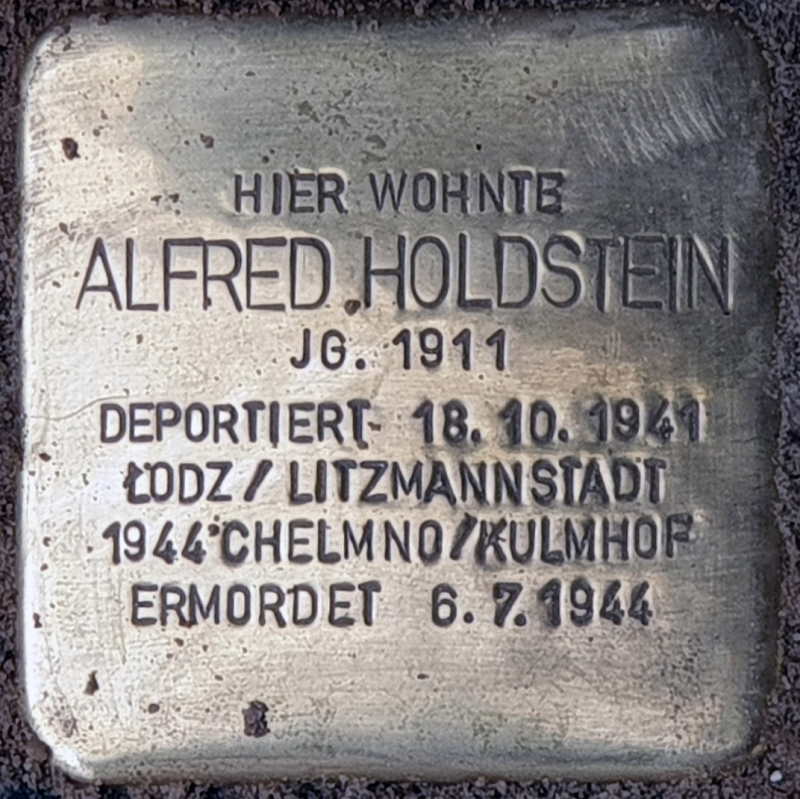 HIER WOHNTE
ALFRED HOLDSTEIN
JG. 1911
DEPORTIERT 18. 10. 1941
ŁODZ / LITZMANNSTADT
1944 CHELMNO/KULMHOF
ERMORDET 6. 7. 1944